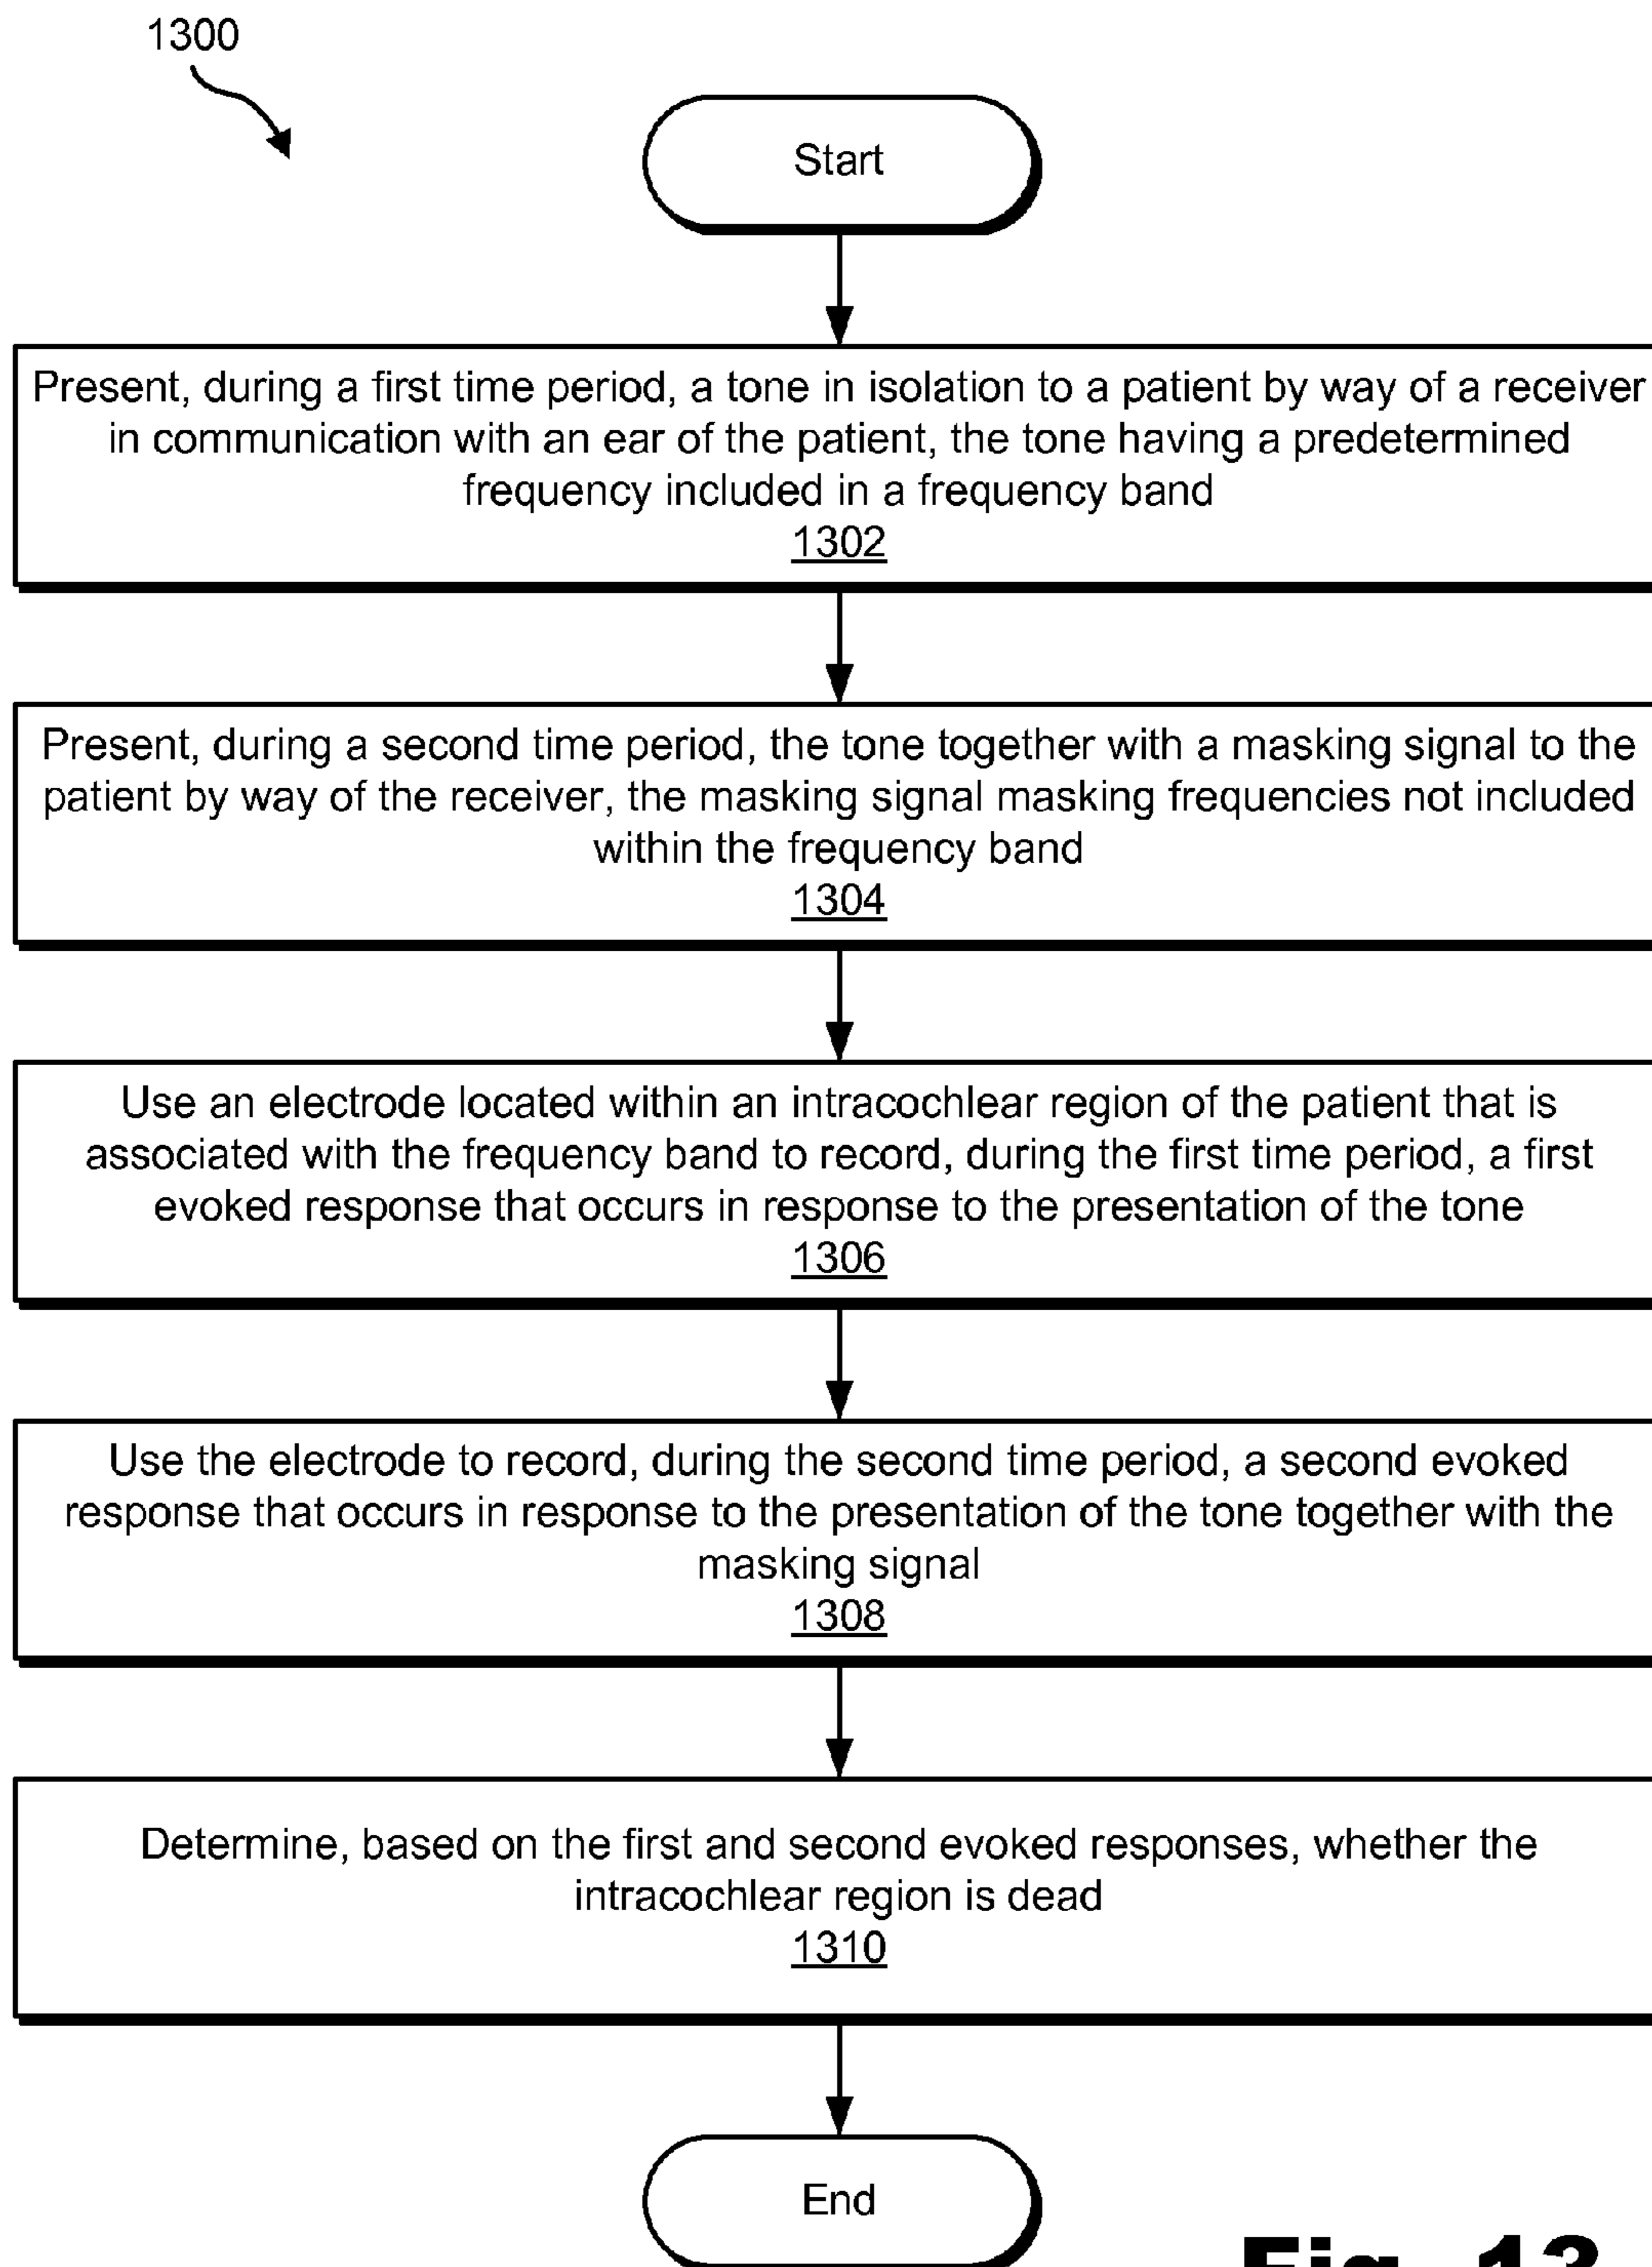 1300
Start
Present, during a first time period, a tone in isolation to a patient by way of a receiver
in communication with an ear of the patient, the tone having a predetermined
frequency included in a frequency band
1302
Present, during a second time period, the tone together with a masking signal to the
patient by way of the receiver, the masking signal masking frequencies not included
within the frequency band
1304
Use an electrode located within an intracochlear region of the patient that is
associated with the frequency band to record, during the first time period, a first
evoked response that occurs in response to the presentation of the tone
1306
Use the electrode to record, during the second time period, a second evoked
response that occurs in response to the presentation of the tone together with the
masking signal
1308
Determine, based on the first and second evoked responses, whether the
intracochlear region is dead
1310
End
Fig. 13